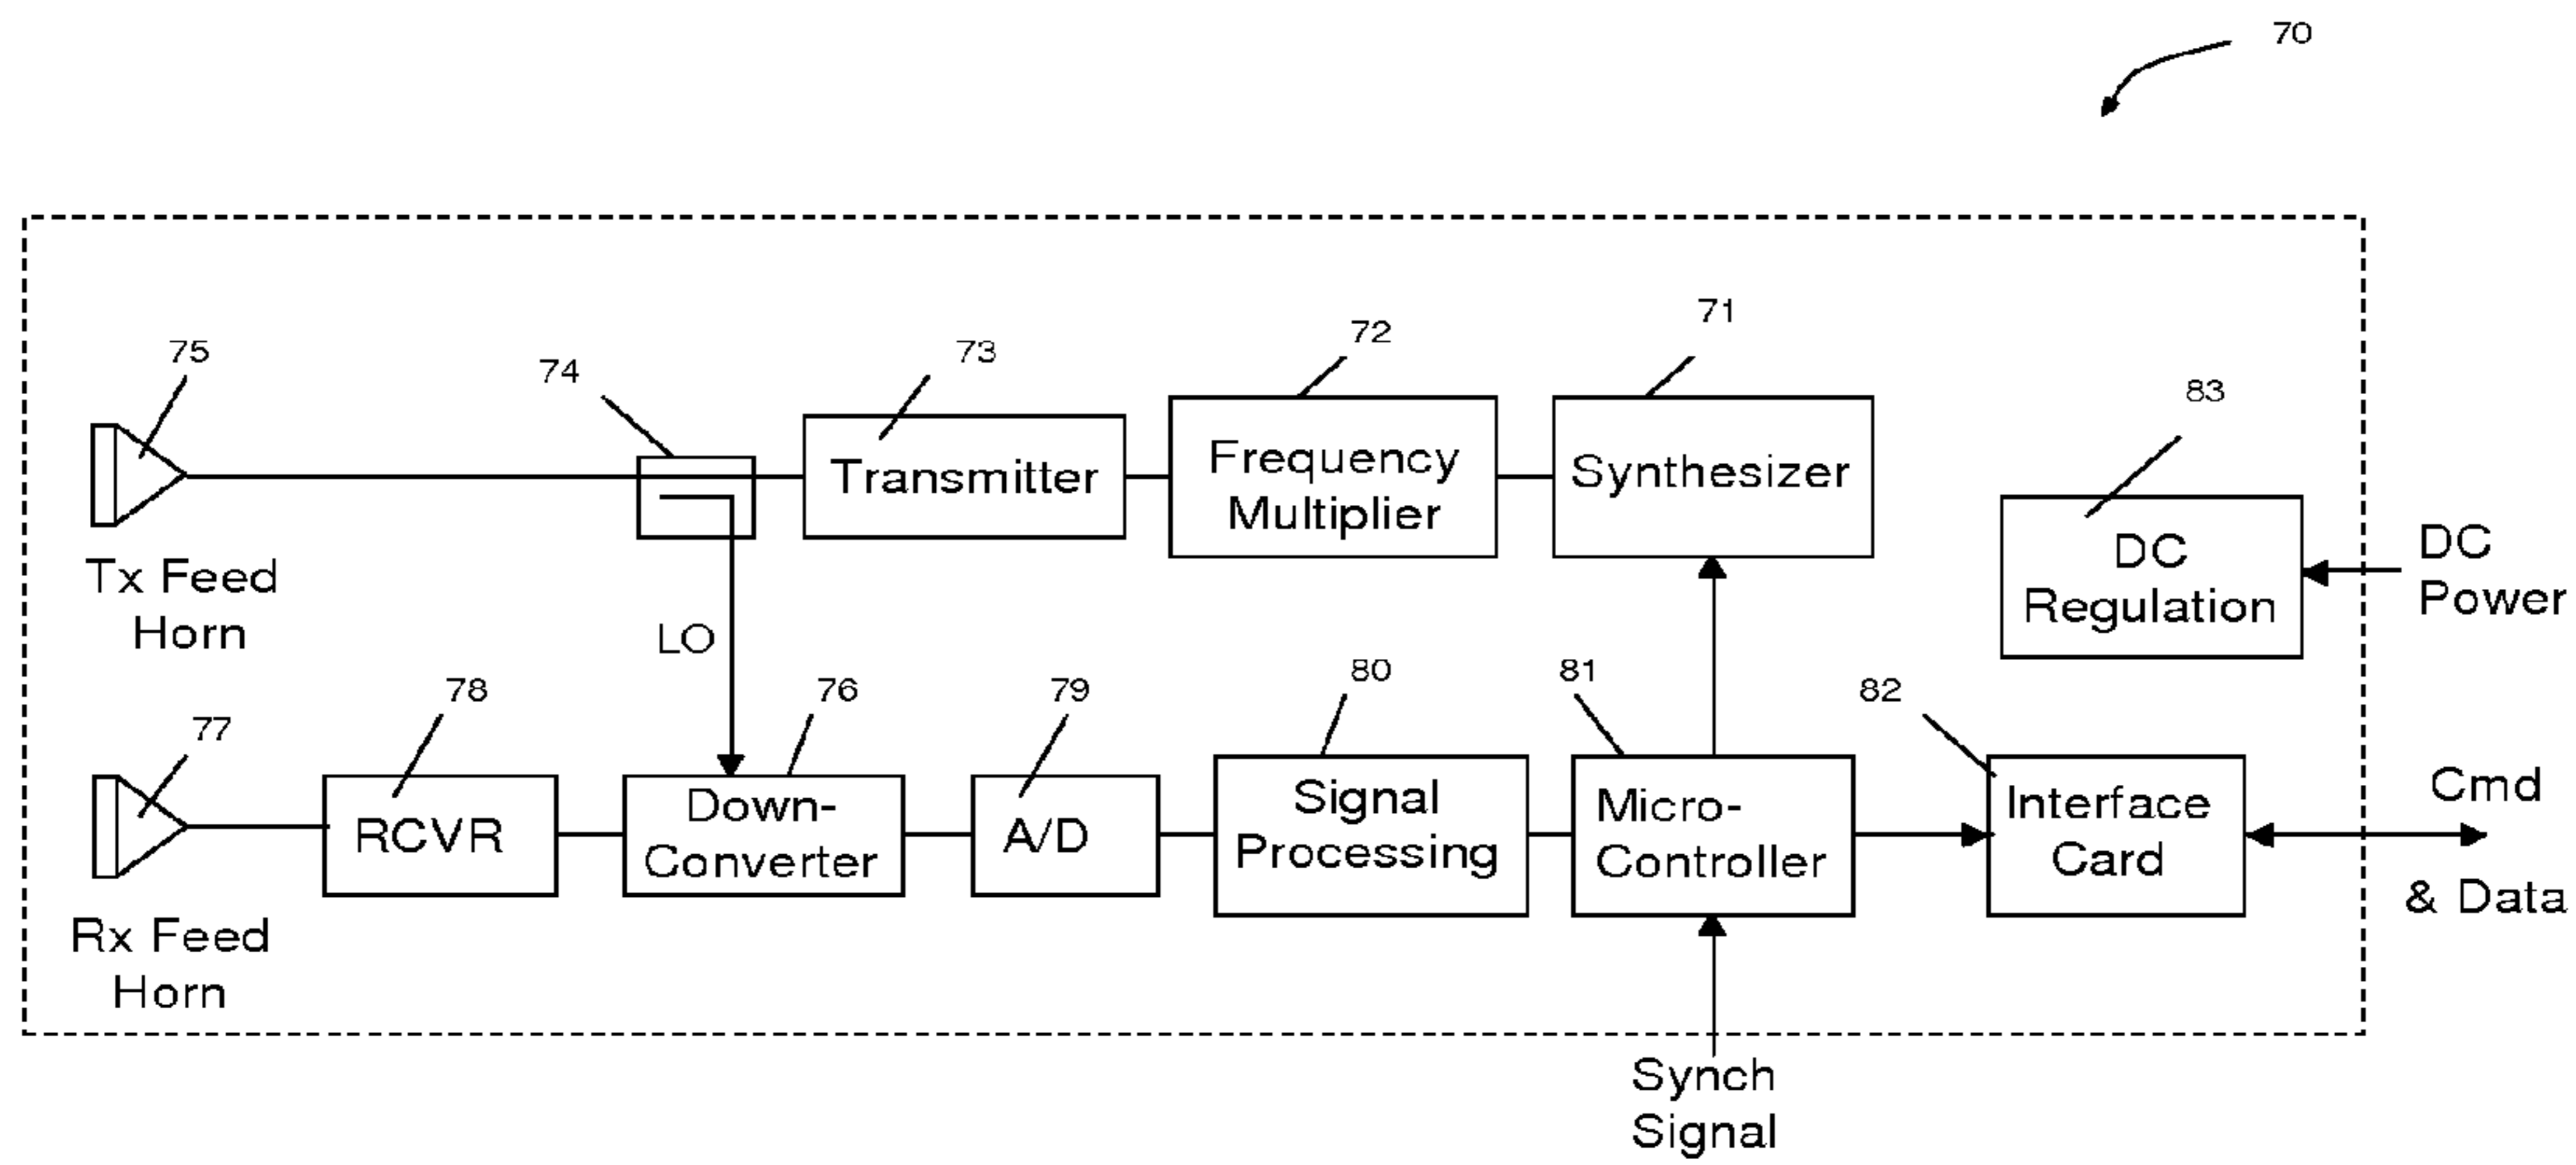 70
71
72
73
74
75
83
Transmitter
Frequency
Multiplier
Synthesizer
DC
Regulation
DC
Power
Tx Feed
Horn
LO
77
78
76
79
80
81
82
RCVR
Down-
Converter
A/D
Signal
Processing
Micro-
Controller
Interface
Card
Cmd
& Data
Rx Feed
Horn
Synch
Signal